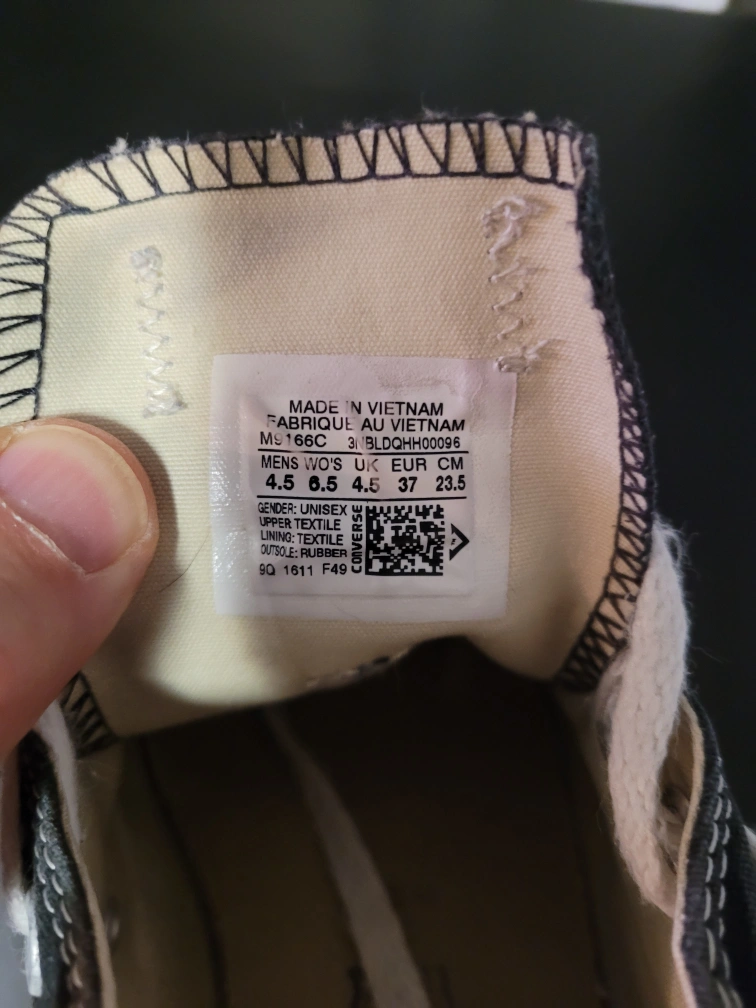 MADE IN VIETNAM
FABRIQUE AU VIETNAM
M9166C 3NBLDQHH00096
MENS WO'S UK EUR CM
4.5 6.5 4.5 37 23.5
GENDER: UNISEX
UPPER TEXTILE
LINING: TEXTILE
OUTSOLE: RUBBER
9Q 1611 F49
CONVERSE